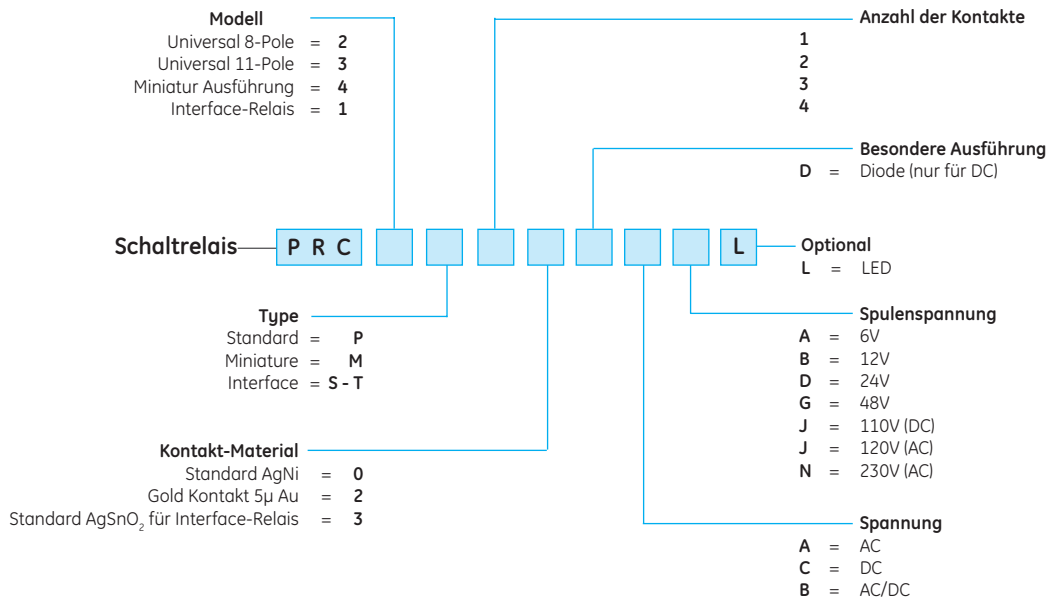 Modell
Universal 8-Pole = 2
Universal 11-Pole = 3
Miniatur Ausführung = 4
Interface-Relais = 1
Anzahl der Kontakte
1
2
3
4
Besondere Ausführung
D = Diode (nur für DC)
Schaltrelais P R C L
Optional
L = LED
Type
Standard = P
Miniature = M
Interface = S - T
Spulenspannung
A = 6V
B = 12V
D = 24V
G = 48V
J = 110V (DC)
J = 120V (AC)
N = 230V (AC)
Kontakt-Material
Standard AgNi = 0
Gold Kontakt 5µ Au = 2
Standard AgSnO₂ für Interface-Relais = 3
Spannung
A = AC
C = DC
B = AC/DC